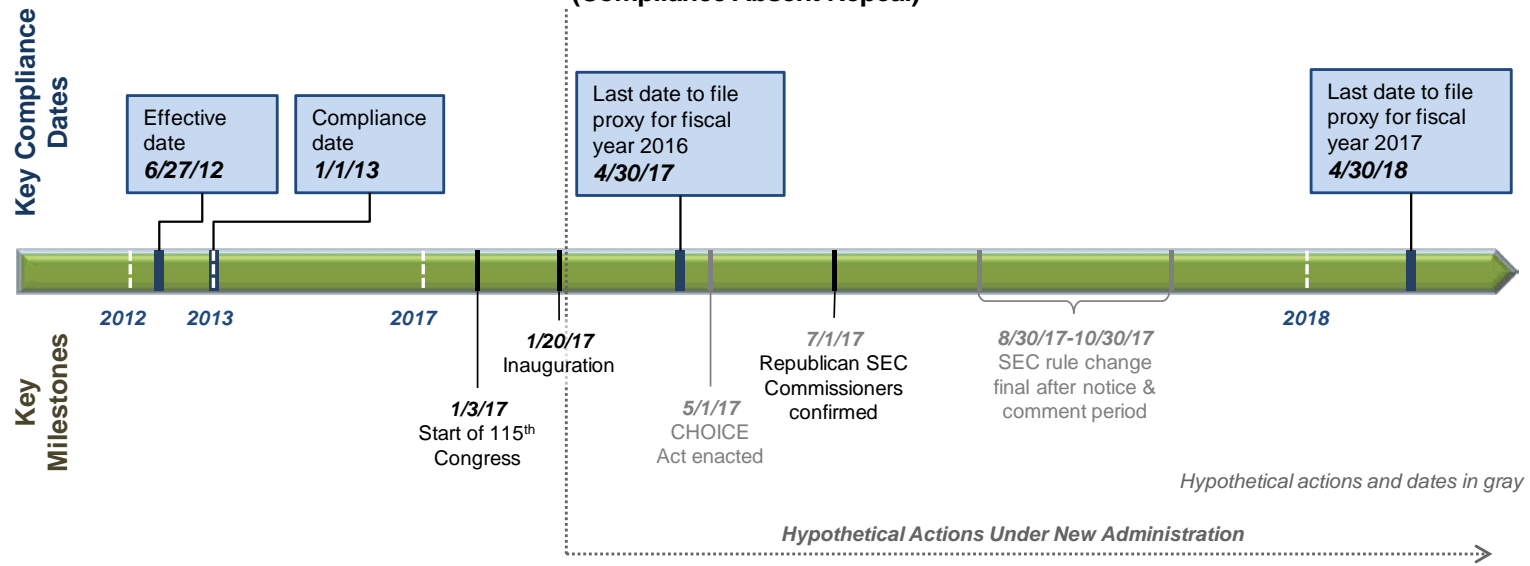 (Compliance Absent Repeal)
Key Compliance
Dates
Effective
date
6/27/12
Compliance
date
1/1/13
Last date to file
proxy for fiscal
year 2016
4/30/17
Last date to file
proxy for fiscal
year 2017
4/30/18
2012
2013
2017
2018
Key
Milestones
1/3/17
Start of 115th
Congress
1/20/17
Inauguration
5/1/17
CHOICE
Act enacted
7/1/17
Republican SEC
Commissioners
confirmed
8/30/17-10/30/17
SEC rule change
final after notice &
comment period
Hypothetical actions and dates in gray
Hypothetical Actions Under New Administration